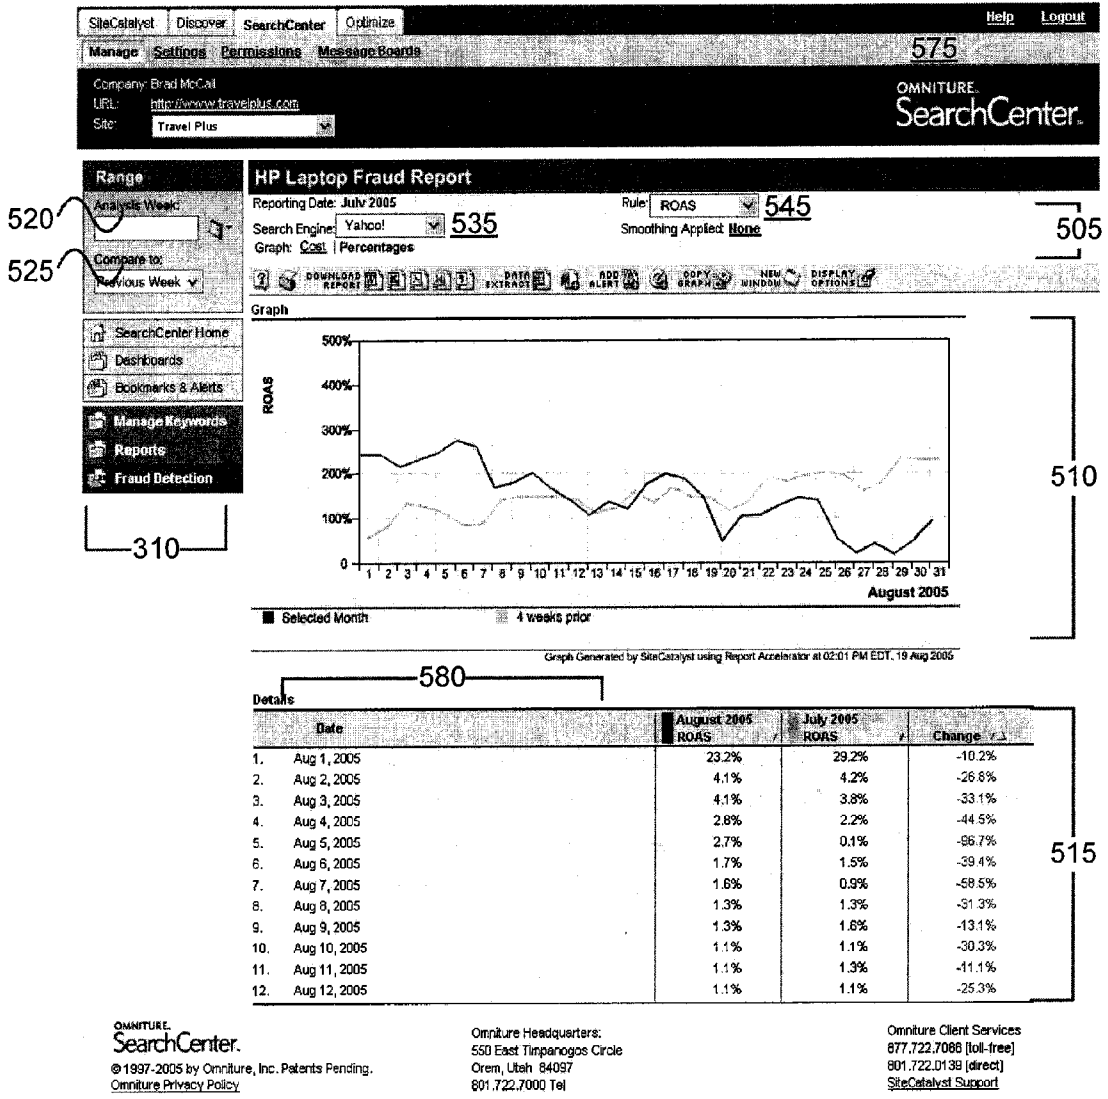 SiteCatalyst Discover SearchCenter Optimize Help Logout
Manage Settings Permissions Message Boards 575
Company: Brad McCall
URL: http://www.travelplus.com
Site: Travel Plus
OMNITURE.
SearchCenter
Range
520 Analysis Week:
525 Compare to:
Previous Week
SearchCenter Home
Dashboards
Bookmarks & Alerts
Manage Keywords
Reports
Fraud Detection
310
HP Laptop Fraud Report
Reporting Date: July 2005 Rule: ROAS 545
Search Engine: Yahoo! 535 Smoothing Applied: None 505
Graph: Cost | Percentages
DOWNLOAD REPORT DATA EXTRACT ADD ALERT COPY GRAPH NEW WINDOW DISPLAY OPTIONS
Graph
500%
400%
ROAS
300%
200%
100%
0
1 2 3 4 5 6 7 8 9 10 11 12 13 14 15 16 17 18 19 20 21 22 23 24 25 26 27 28 29 30 31
August 2005
510
Selected Month 4 weeks prior
Graph Generated by SiteCatalyst using Report Accelerator at 02:01 PM EDT, 19 Aug 2005
580
Details
Date August 2005 ROAS July 2005 ROAS Change
1. Aug 1, 2005 23.2% 29.2% -10.2%
2. Aug 2, 2005 4.1% 4.2% -26.8%
3. Aug 3, 2005 4.1% 3.8% -33.1%
4. Aug 4, 2005 2.8% 2.2% -44.5%
5. Aug 5, 2005 2.7% 0.1% -96.7%
6. Aug 6, 2005 1.7% 1.5% -39.4%
7. Aug 7, 2005 1.6% 0.9% -58.5%
8. Aug 8, 2005 1.3% 1.3% -31.3%
9. Aug 9, 2005 1.3% 1.6% -13.1%
10. Aug 10, 2005 1.1% 1.1% -30.3%
11. Aug 11, 2005 1.1% 1.3% -11.1%
12. Aug 12, 2005 1.1% 1.1% -25.3%
515
OMNITURE.
SearchCenter.
©1997-2005 by Omniture, Inc. Patents Pending.
Omniture Privacy Policy
Omniture Headquarters:
550 East Timpanogos Circle
Orem, Utah 84097
801.722.7000 Tel
Omniture Client Services
877.722.7088 [toll-free]
801.722.0139 [direct]
SiteCatalyst Support